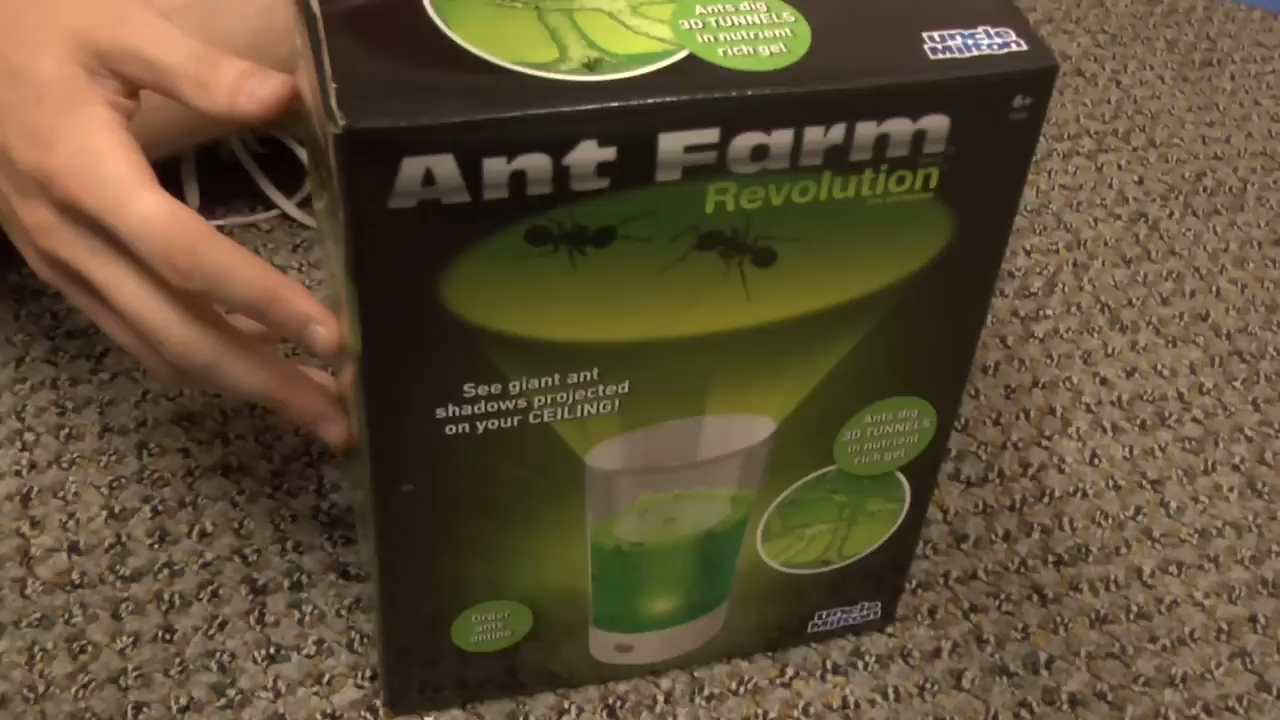 Ants dig
3D TUNNELS
in nutrient
rich gel
uncle
Milton
6+
Ant Farm
Revolution
See giant ant
shadows projected
on your CEILING!
Ants dig
3D TUNNELS
in nutrient
rich gel
Order
ants
online
uncle
Milton